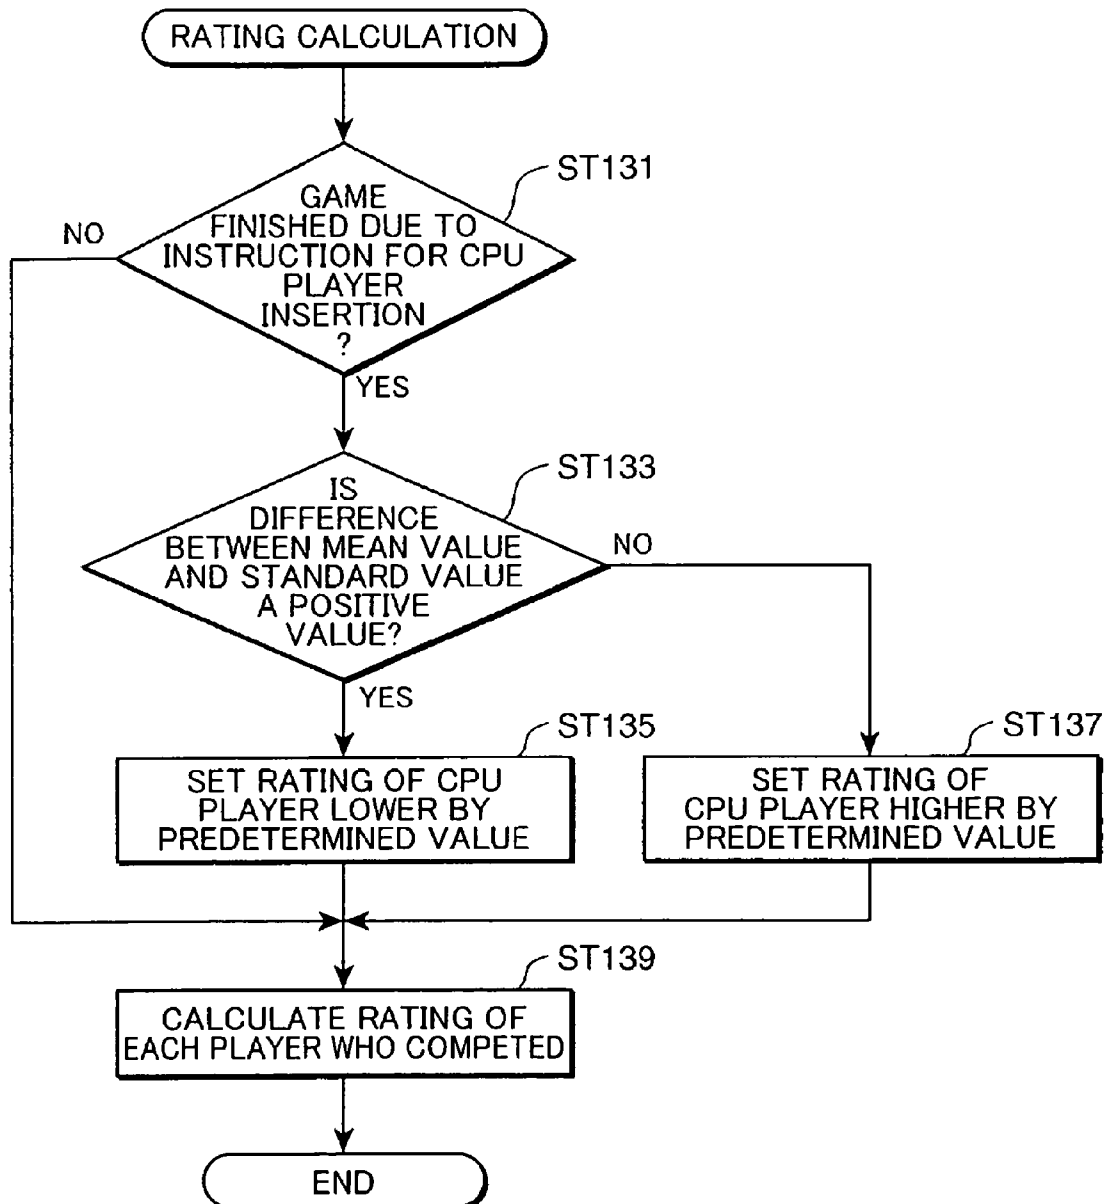 RATING CALCULATION
ST131
GAME
FINISHED DUE TO
INSTRUCTION FOR CPU
PLAYER
INSERTION
?
NO
YES
ST133
IS
DIFFERENCE
BETWEEN MEAN VALUE
AND STANDARD VALUE
A POSITIVE
VALUE?
NO
YES
ST135
SET RATING OF CPU
PLAYER LOWER BY
PREDETERMINED VALUE
ST137
SET RATING OF
CPU PLAYER HIGHER BY
PREDETERMINED VALUE
ST139
CALCULATE RATING OF
EACH PLAYER WHO COMPETED
END